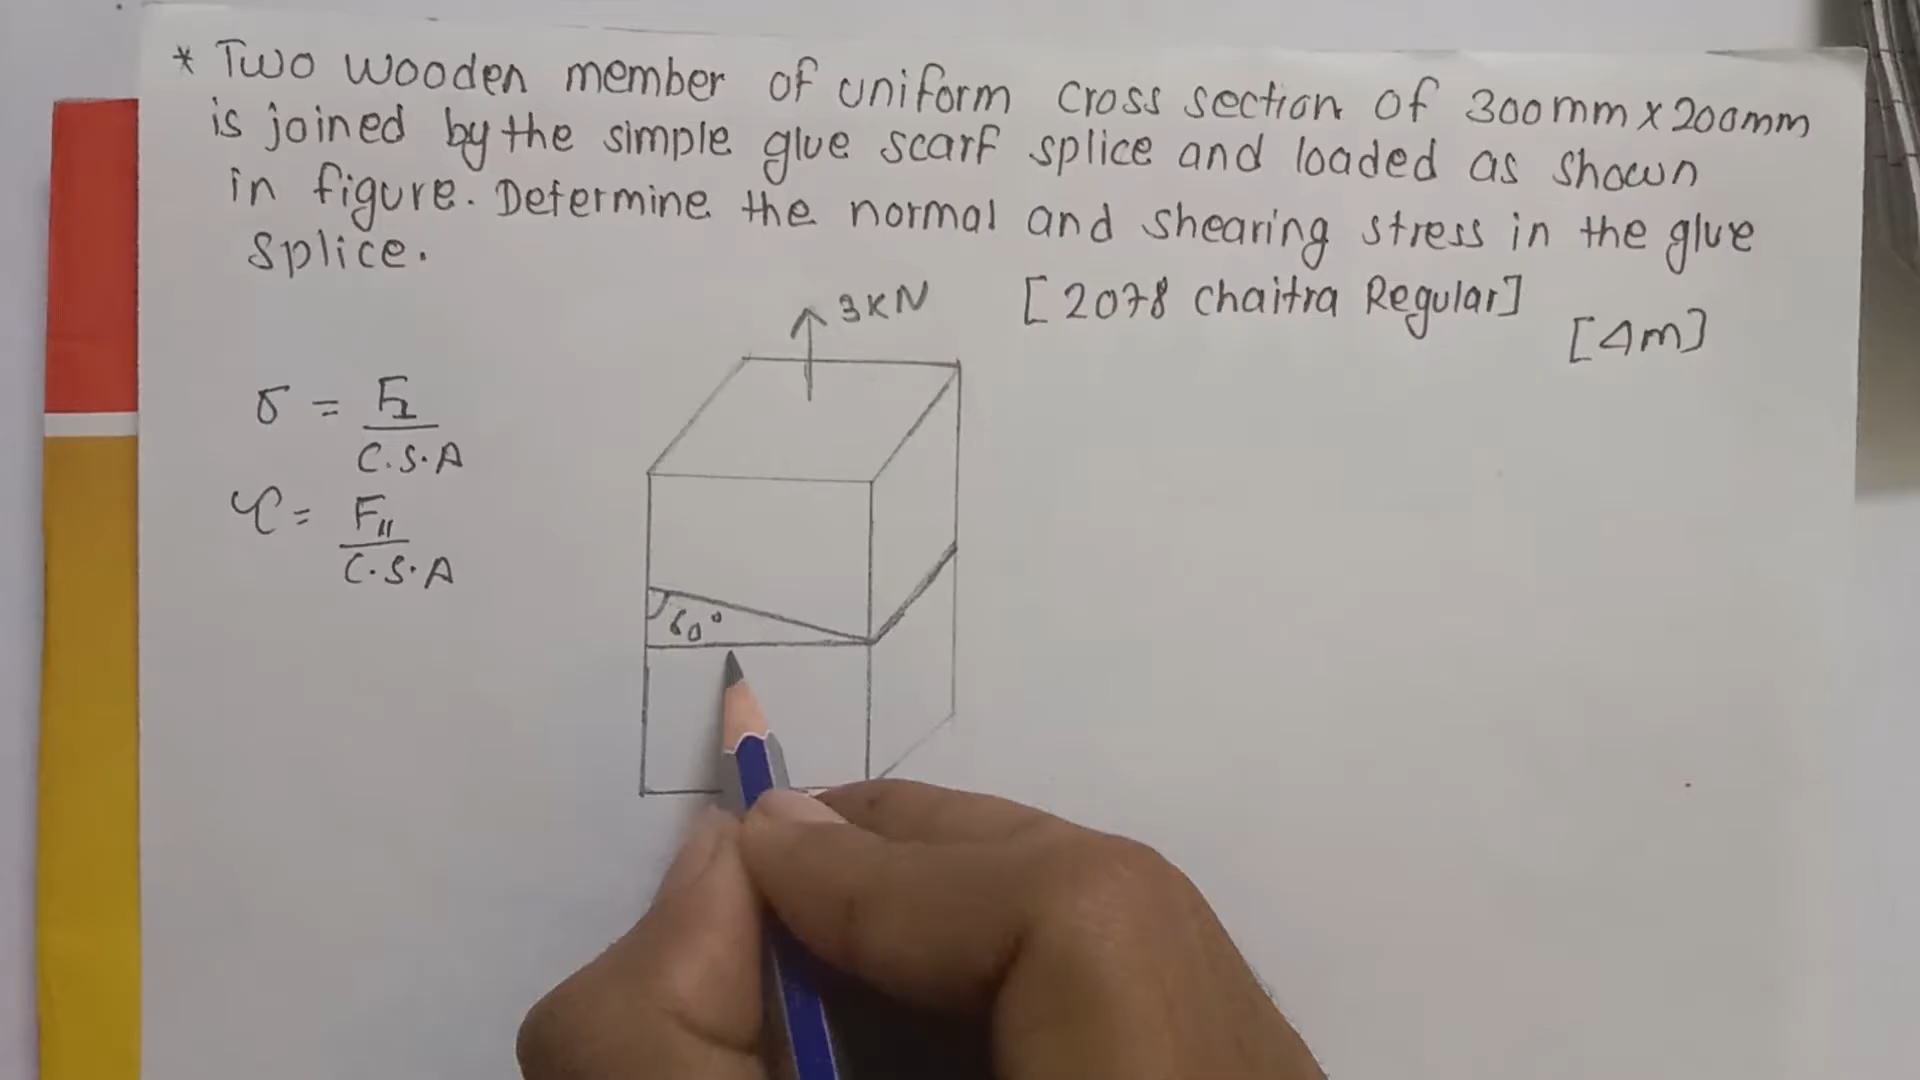 * Two wooden member of uniform cross section of 300mm x 200mm
is joined by the simple glue scarf splice and loaded as shown
in figure. Determine the normal and shearing stress in the glue
splice.
[2078 Chaitra Regular]
[4m]
3KN
σ = F⊥
C.S.A
τ = F||
C.S.A
60°